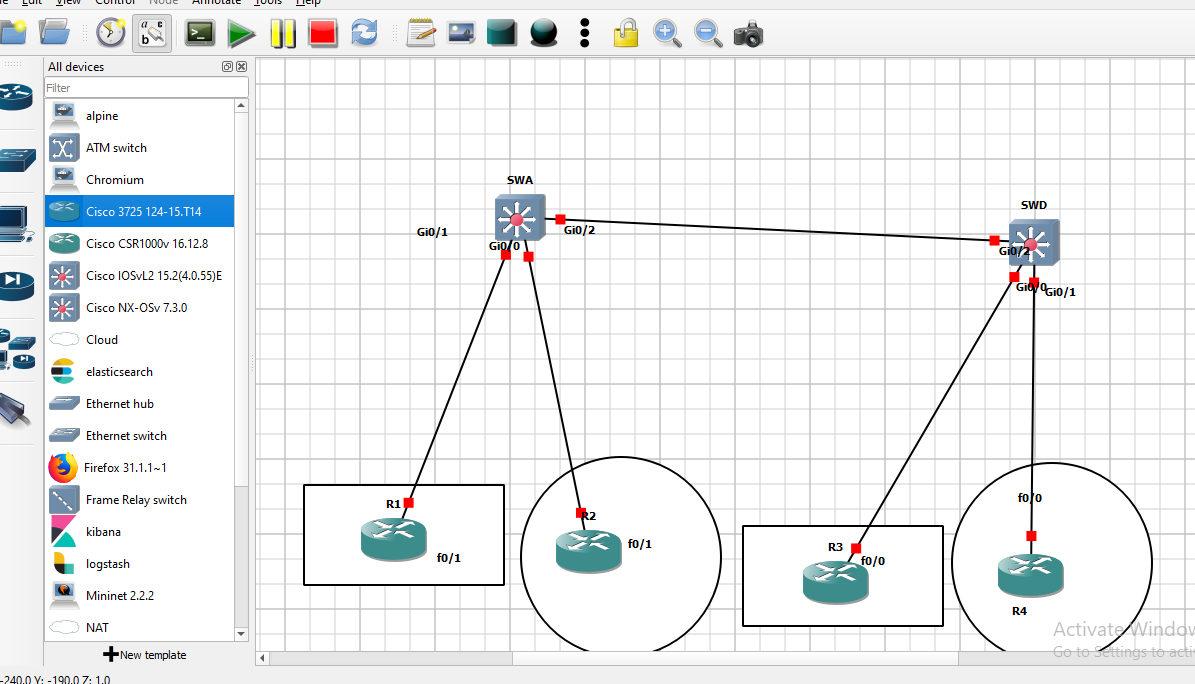 Edit View Control Node Annotate Tools Help
All devices
Filter
alpine
ATM switch
Chromium
Cisco 3725 124-15.T14
Cisco CSR1000v 16.12.8
Cisco IOSvL2 15.2(4.0.55)E
Cisco NX-OSv 7.3.0
Cloud
elasticsearch
Ethernet hub
Ethernet switch
Firefox 31.1.1~1
Frame Relay switch
kibana
logstash
Mininet 2.2.2
NAT
New template
SWA
Gi0/1
Gi0/0
Gi0/2
SWD
Gi0/2
Gi0/0
Gi0/1
R1
f0/1
R2
f0/1
R3
f0/0
f0/0
R4
Activate Window
Go to Settings to acti
-240.0 Y: -190.0 Z: 1.0